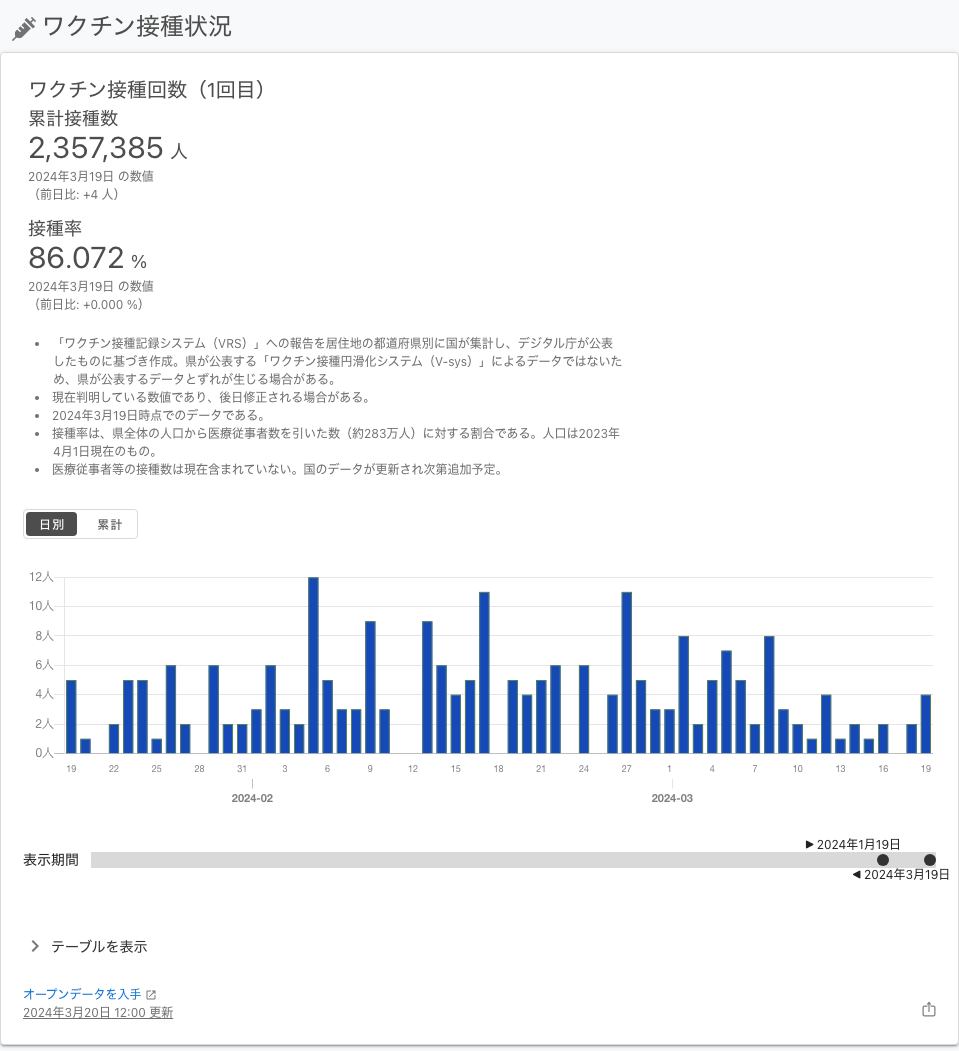 ワクチン接種状況
ワクチン接種回数（1回目）
累計接種数
2,357,385 人
2024年3月19日 の数値
（前日比: +4 人）
接種率
86.072 %
2024年3月19日 の数値
（前日比: +0.000 %）
• 「ワクチン接種記録システム（VRS）」への報告を居住地の都道府県別に国が集計し、デジタル庁が公表
したものに基づき作成。県が公表する「ワクチン接種円滑化システム（V-sys）」によるデータではないた
め、県が公表するデータとずれが生じる場合がある。
• 現在判明している数値であり、後日修正される場合がある。
• 2024年3月19日時点でのデータである。
• 接種率は、県全体の人口から医療従事者数を引いた数（約283万人）に対する割合である。人口は2023年
4月1日現在のもの。
• 医療従事者等の接種数は現在含まれていない。国のデータが更新され次第追加予定。
日別 累計
12人
10人
8人
6人
4人
2人
0人
19 22 25 28 31 3 6 9 12 15 18 21 24 27 1 4 7 10 13 16 19
2024-02 2024-03
2024年1月19日
表示期間
2024年3月19日
テーブルを表示
オープンデータを入手
2024年3月20日 12:00 更新